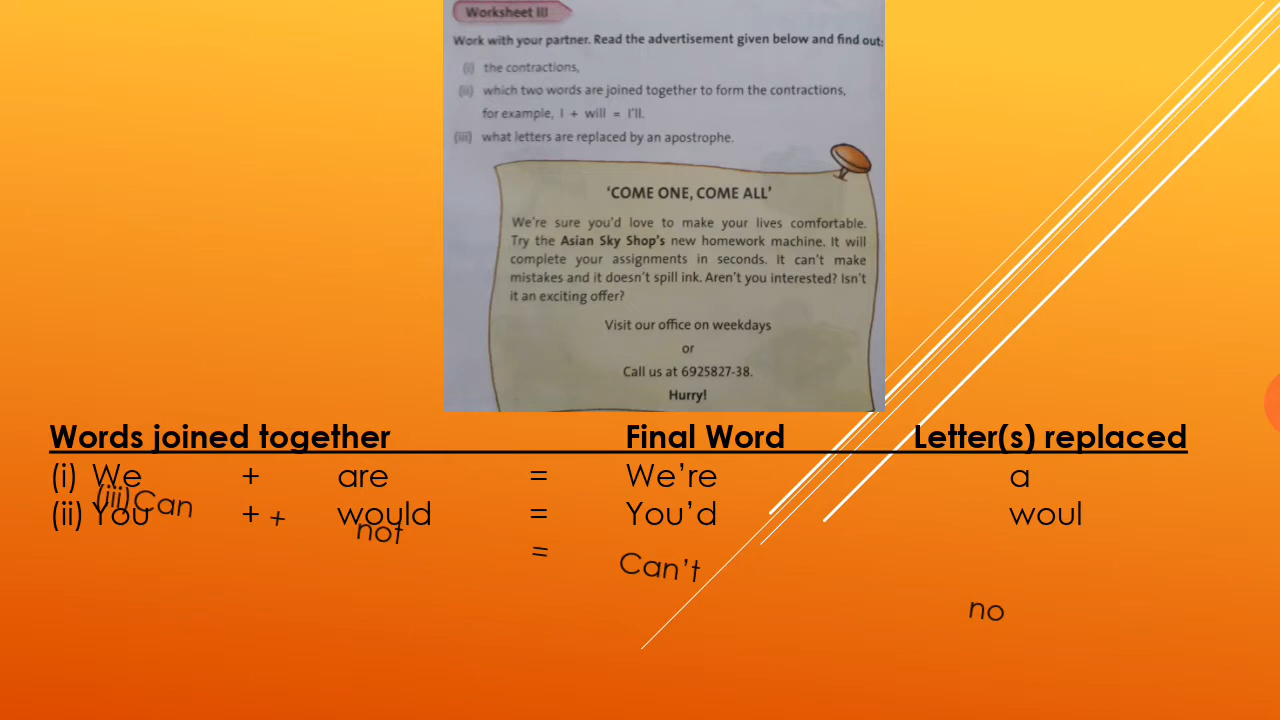 Worksheet III
Work with your partner. Read the advertisement given below and find out:
(i) the contractions,
(ii) which two words are joined together to form the contractions,
for example, I + will = I'll.
(iii) what letters are replaced by an apostrophe.
'COME ONE, COME ALL'
We're sure you'd love to make your lives comfortable.
Try the Asian Sky Shop's new homework machine. It will
complete your assignments in seconds. It can't make
mistakes and it doesn't spill ink. Aren't you interested? Isn't
it an exciting offer?
Visit our office on weekdays
or
Call us at 6925827-38.
Hurry!
Words joined together Final Word Letter(s) replaced
(i) We + are = We're a
(ii) You + would = You'd woul
(iii) Can + not = Can't no